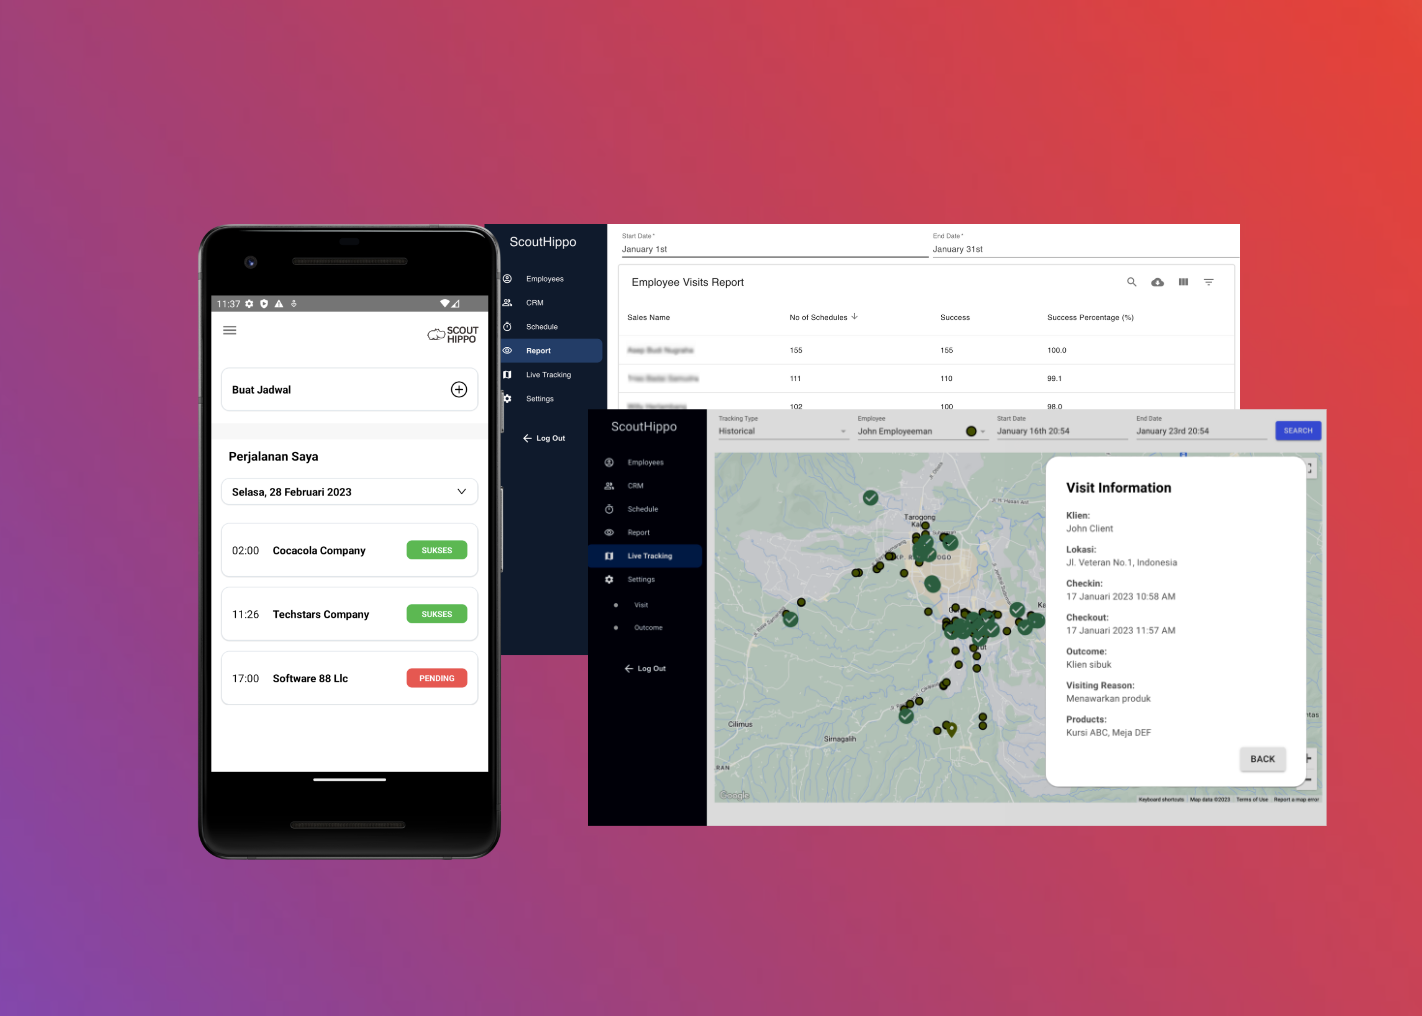 11:37
SCOUT
HIPPO
Buat Jadwal
Perjalanan Saya
Selasa, 28 Februari 2023
02:00 Cocacola Company SUKSES
11:26 Techstars Company SUKSES
17:00 Software 88 Llc PENDING
ScoutHippo
Employees
CRM
Schedule
Report
Live Tracking
Settings
Log Out
Start Date * End Date *
January 1st January 31st
Employee Visits Report
Sales Name No of Schedules Success Success Percentage (%)
155 155 100.0
111 110 99.1
102 100 98.0
ScoutHippo
Employees
CRM
Schedule
Report
Live Tracking
Settings
Visit
Outcome
Log Out
Tracking Type Employee Start Date End Date
Historical John Employeeman January 16th 20:54 January 23rd 20:54 SEARCH
Tarogong
Cilimus
Sirnagalih
Google
Keyboard shortcuts Map data ©2023 Terms of Use Report a map error
Visit Information
Klien:
John Client
Lokasi:
Jl. Veteran No.1, Indonesia
Checkin:
17 Januari 2023 10:58 AM
Checkout:
17 Januari 2023 11:57 AM
Outcome:
Klien sibuk
Visiting Reason:
Menawarkan produk
Products:
Kursi ABC, Meja DEF
BACK